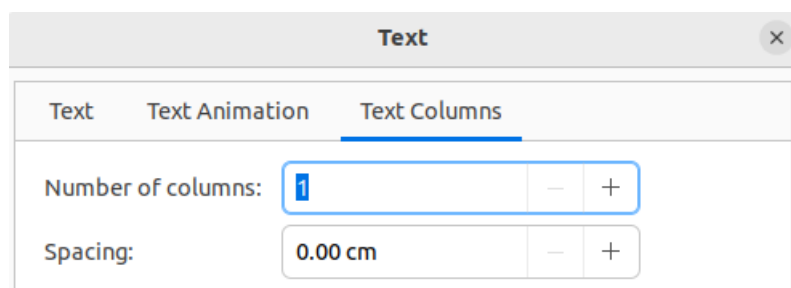 Text
Text Text Animation Text Columns
Number of columns: 1
Spacing: 0.00 cm